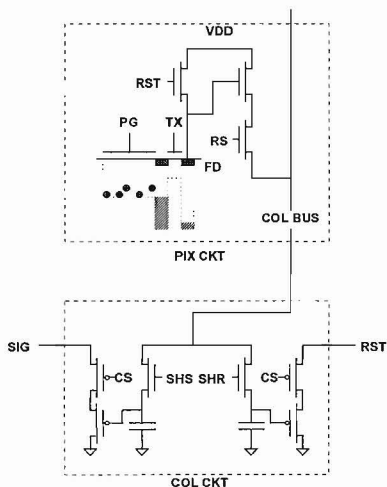 VDD
RST
PG TX
RS
FD
COL BUS
PIX CKT
SIG RST
CS SHS SHR CS
COL CKT